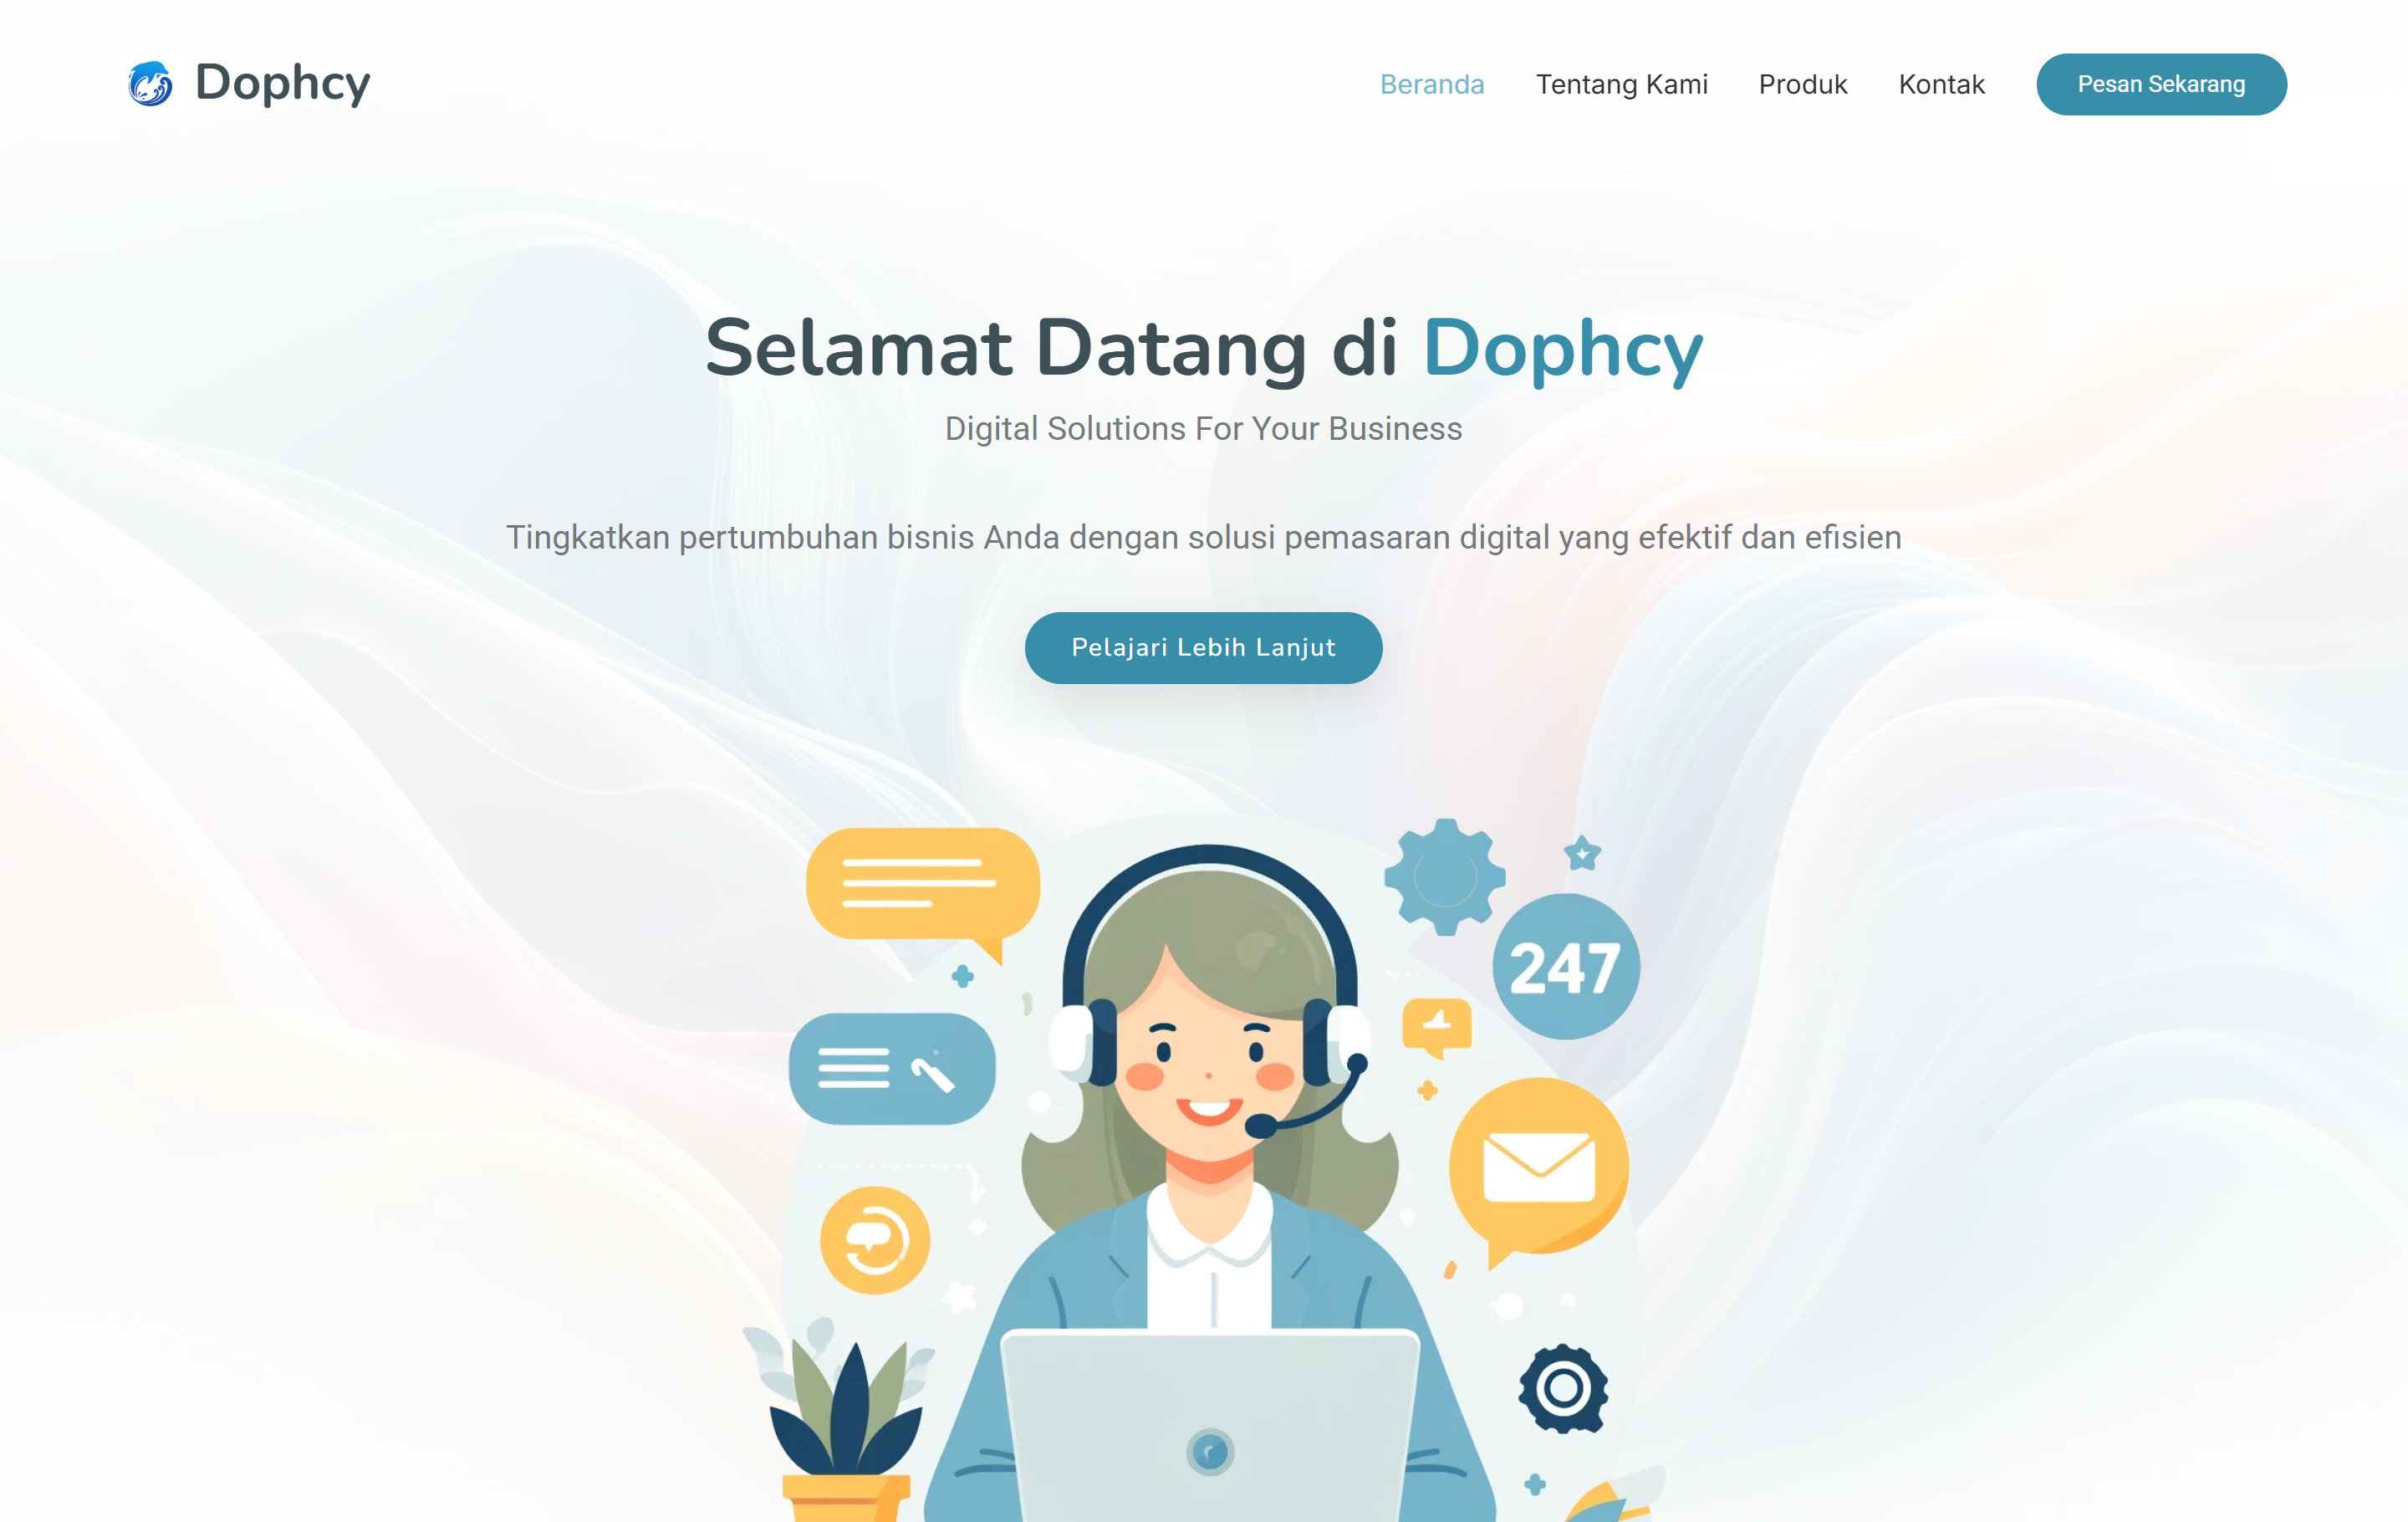 Dophcy
Beranda Tentang Kami Produk Kontak Pesan Sekarang
Selamat Datang di Dophcy
Digital Solutions For Your Business
Tingkatkan pertumbuhan bisnis Anda dengan solusi pemasaran digital yang efektif dan efisien
Pelajari Lebih Lanjut
247